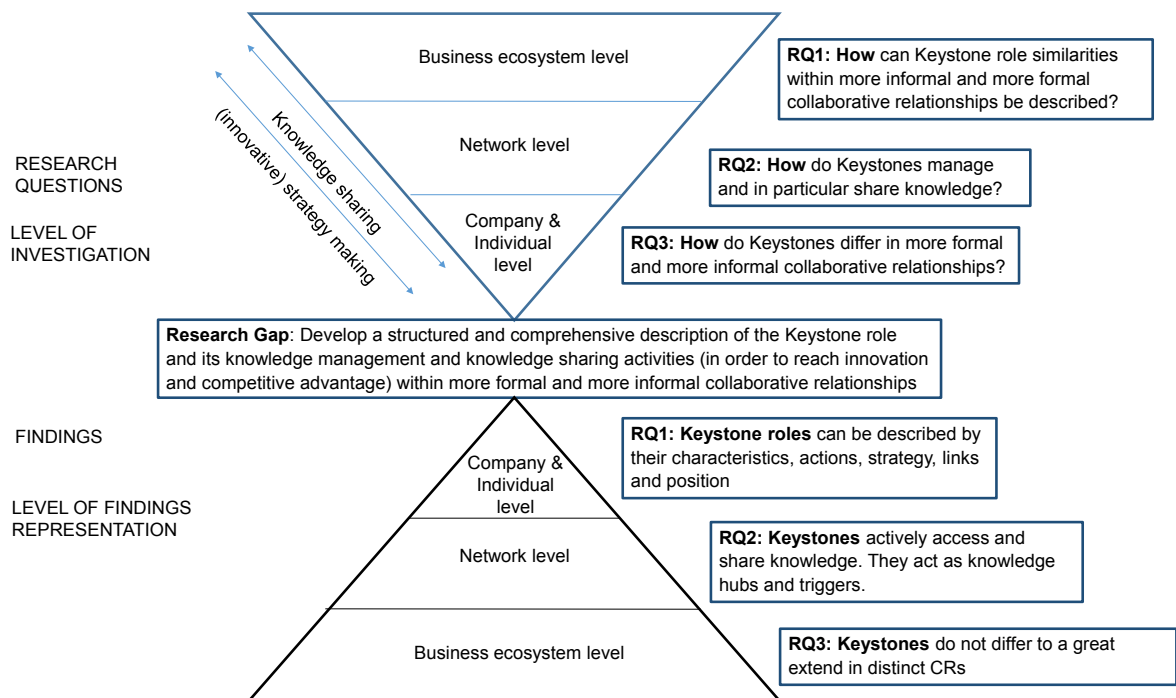 Business ecosystem level
RQ1: How can Keystone role similarities
within more informal and more formal
collaborative relationships be described?
Knowledge sharing
(innovative) strategy making
Network level
RESEARCH
QUESTIONS
RQ2: How do Keystones manage
and in particular share knowledge?
LEVEL OF
INVESTIGATION
Company &
Individual
level
RQ3: How do Keystones differ in more formal
and more informal collaborative relationships?
Research Gap: Develop a structured and comprehensive description of the Keystone role
and its knowledge management and knowledge sharing activities (in order to reach innovation
and competitive advantage) within more formal and more informal collaborative relationships
FINDINGS
RQ1: Keystone roles can be described by
their characteristics, actions, strategy, links
and position
Company &
Individual
level
LEVEL OF FINDINGS
REPRESENTATION
Network level
RQ2: Keystones actively access and
share knowledge. They act as knowledge
hubs and triggers.
Business ecosystem level
RQ3: Keystones do not differ to a great
extend in distinct CRs